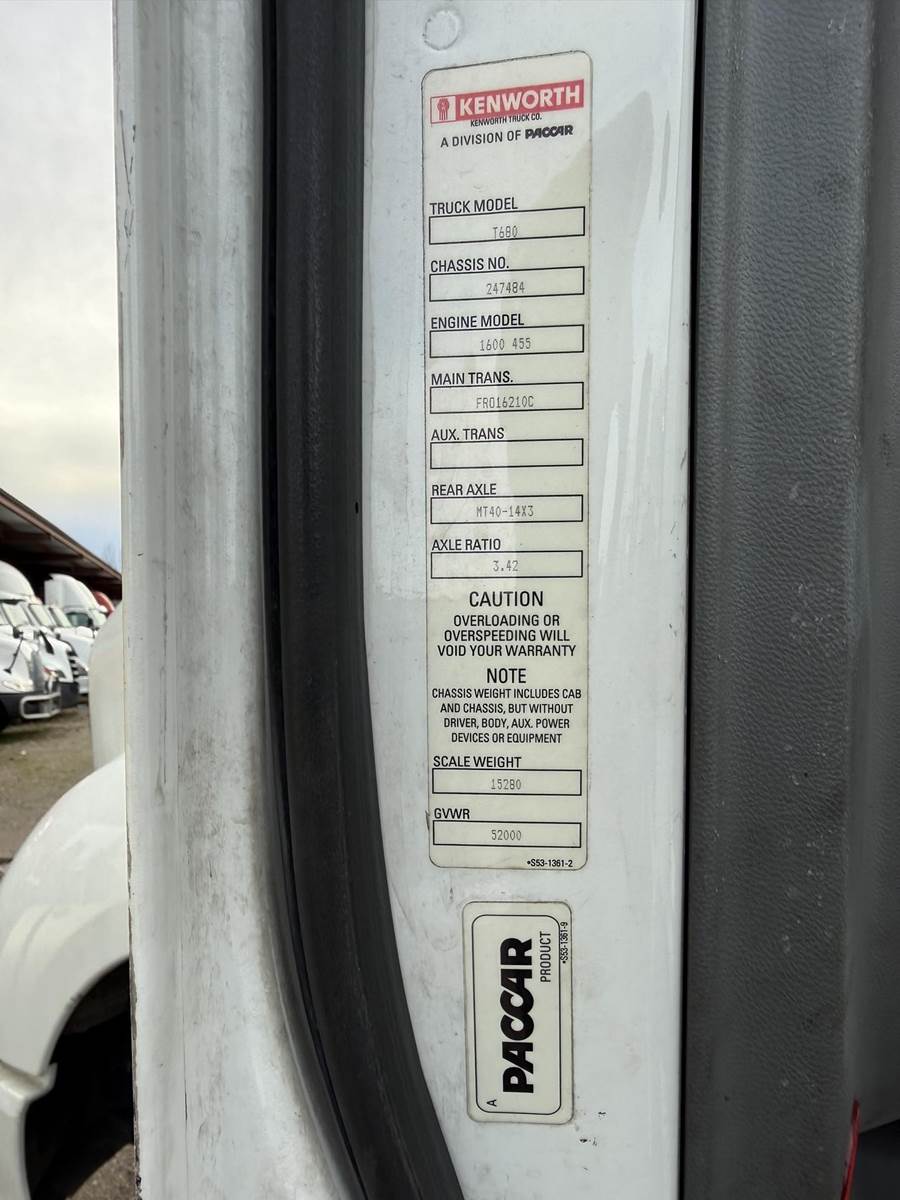 KENWORTH
KENWORTH TRUCK CO.
A DIVISION OF PACCAR
TRUCK MODEL
T680
CHASSIS NO.
247484
ENGINE MODEL
1600 455
MAIN TRANS.
FRO16210C
AUX. TRANS
REAR AXLE
MT40-14X3
AXLE RATIO
3.42
CAUTION
OVERLOADING OR
OVERSPEEDING WILL
VOID YOUR WARRANTY
NOTE
CHASSIS WEIGHT INCLUDES CAB
AND CHASSIS, BUT WITHOUT
DRIVER, BODY, AUX. POWER
DEVICES OR EQUIPMENT
SCALE WEIGHT
15280
GVWR
52000
*S53-1361-2
PACCAR
PRODUCT
*S53-1361-9
A